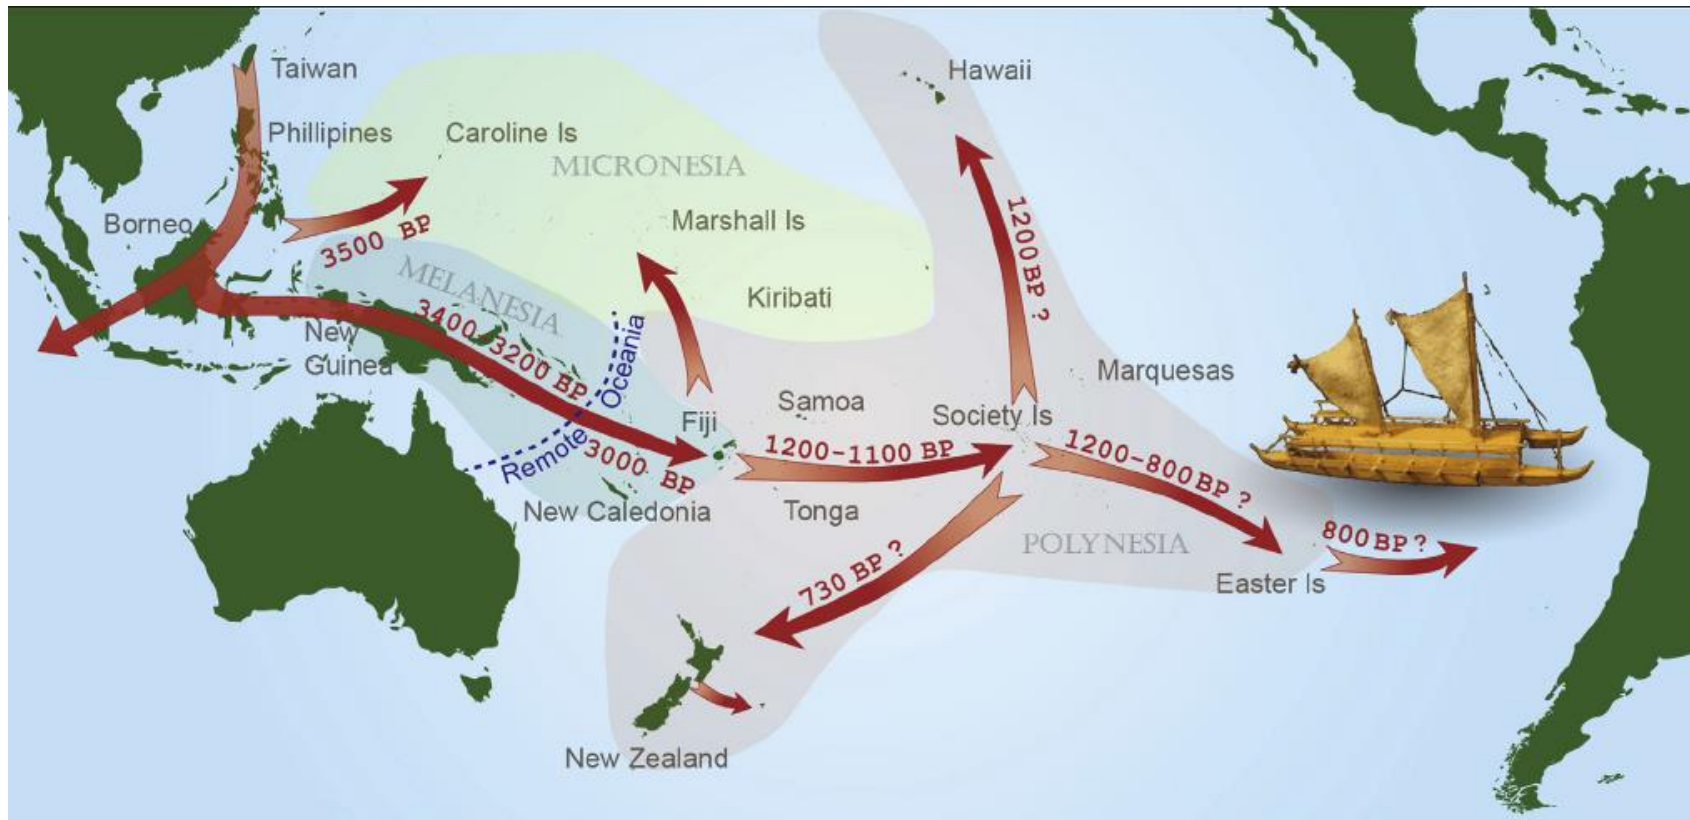 Taiwan
Hawaii
Phillipines
Caroline Is
MICRONESIA
Borneo
Marshall Is
3500 BP
1200 BP ?
MELANESIA
Kiribati
New
Guinea
3400-3200 BP
Remote Oceania
Marquesas
Samoa
Society Is
Fiji
1200-1100 BP
1200-800 BP ?
3000 BP
New Caledonia
Tonga
POLYNESIA
800 BP ?
730 BP ?
Easter Is
New Zealand